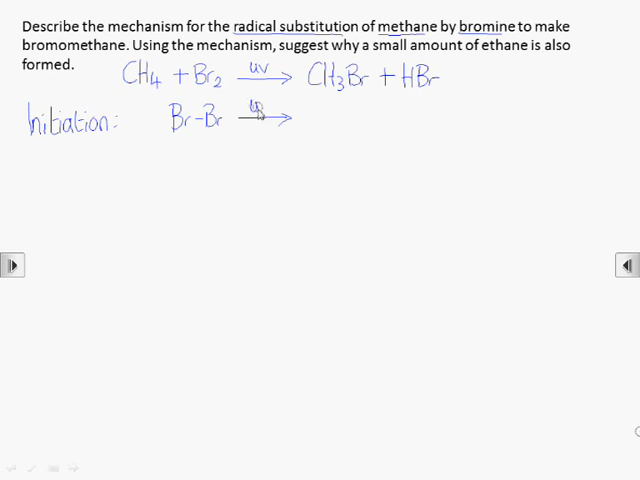 Describe the mechanism for the radical substitution of methane by bromine to make
bromomethane. Using the mechanism, suggest why a small amount of ethane is also
formed.
CH₄ + Br₂ —UV→ CH₃Br + HBr
Initiation: Br–Br —UV→